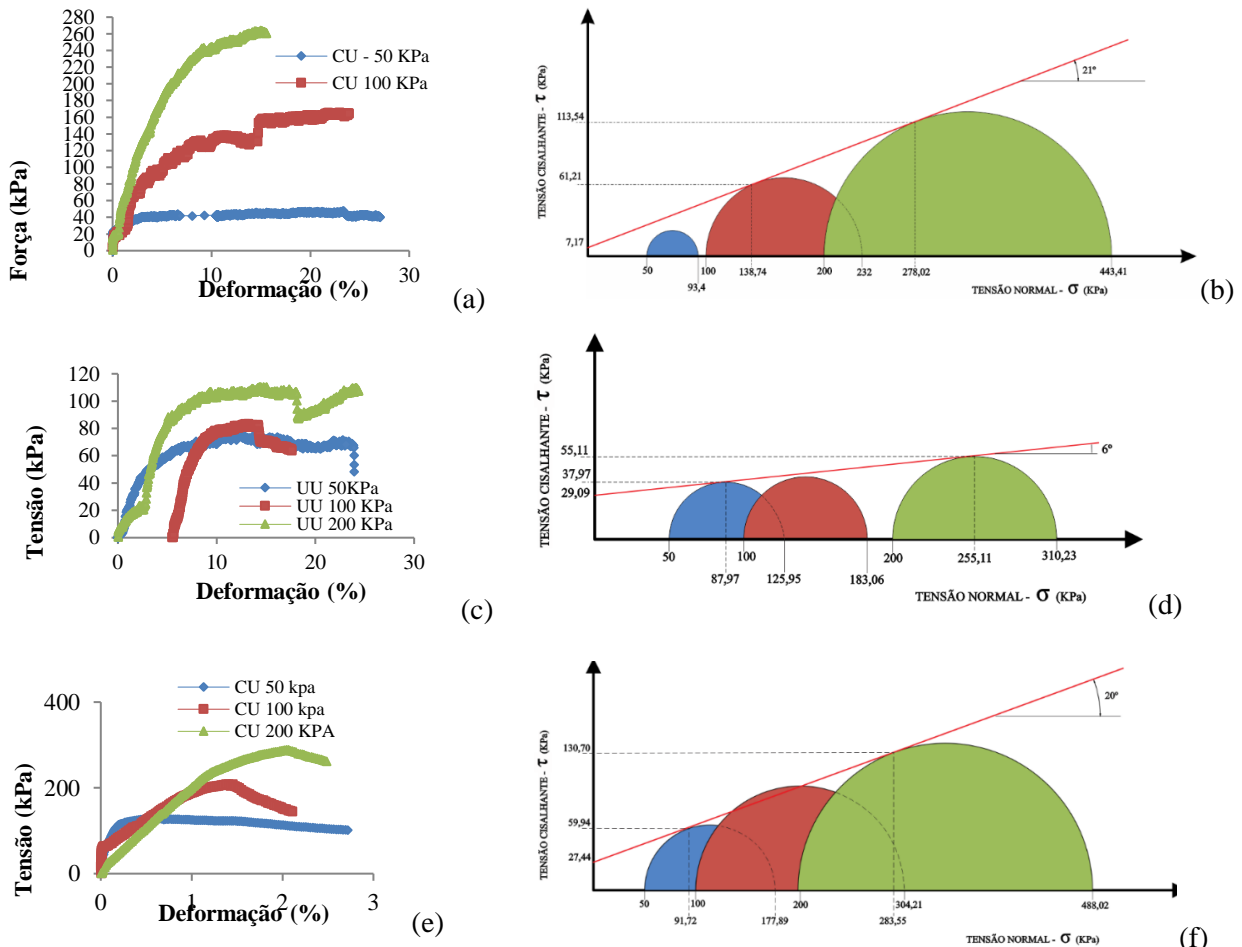 Força (kPa)
280
260
240
220
200
180
160
140
120
100
80
60
40
20
0
0
10
20
30
Deformação (%)
CU - 50 KPa
CU 100 KPa
(a)
TENSÃO CISALHANTE - τ (KPa)
113,54
61,21
7,17
21º
50
93,4
100
138,74
200
232
278,02
443,41
TENSÃO NORMAL - σ (KPa)
(b)
Tensão (kPa)
120
100
80
60
40
20
0
0
10
20
30
Deformação (%)
UU 50KPa
UU 100 KPa
UU 200 KPa
(c)
TENSÃO CISALHANTE - τ (KPa)
55,11
37,97
29,09
6º
50
87,97
100
125,95
183,06
200
255,11
310,23
TENSÃO NORMAL - σ (KPa)
(d)
Tensão (kPa)
400
200
0
0
1
2
3
Deformação (%)
CU 50 kpa
CU 100 kpa
CU 200 KPA
(e)
TENSÃO CISALHANTE - τ (KPa)
130,70
59,94
27,44
20º
50
91,72
100
177,89
200
283,55
304,21
488,02
TENSÃO NORMAL - σ (KPa)
(f)